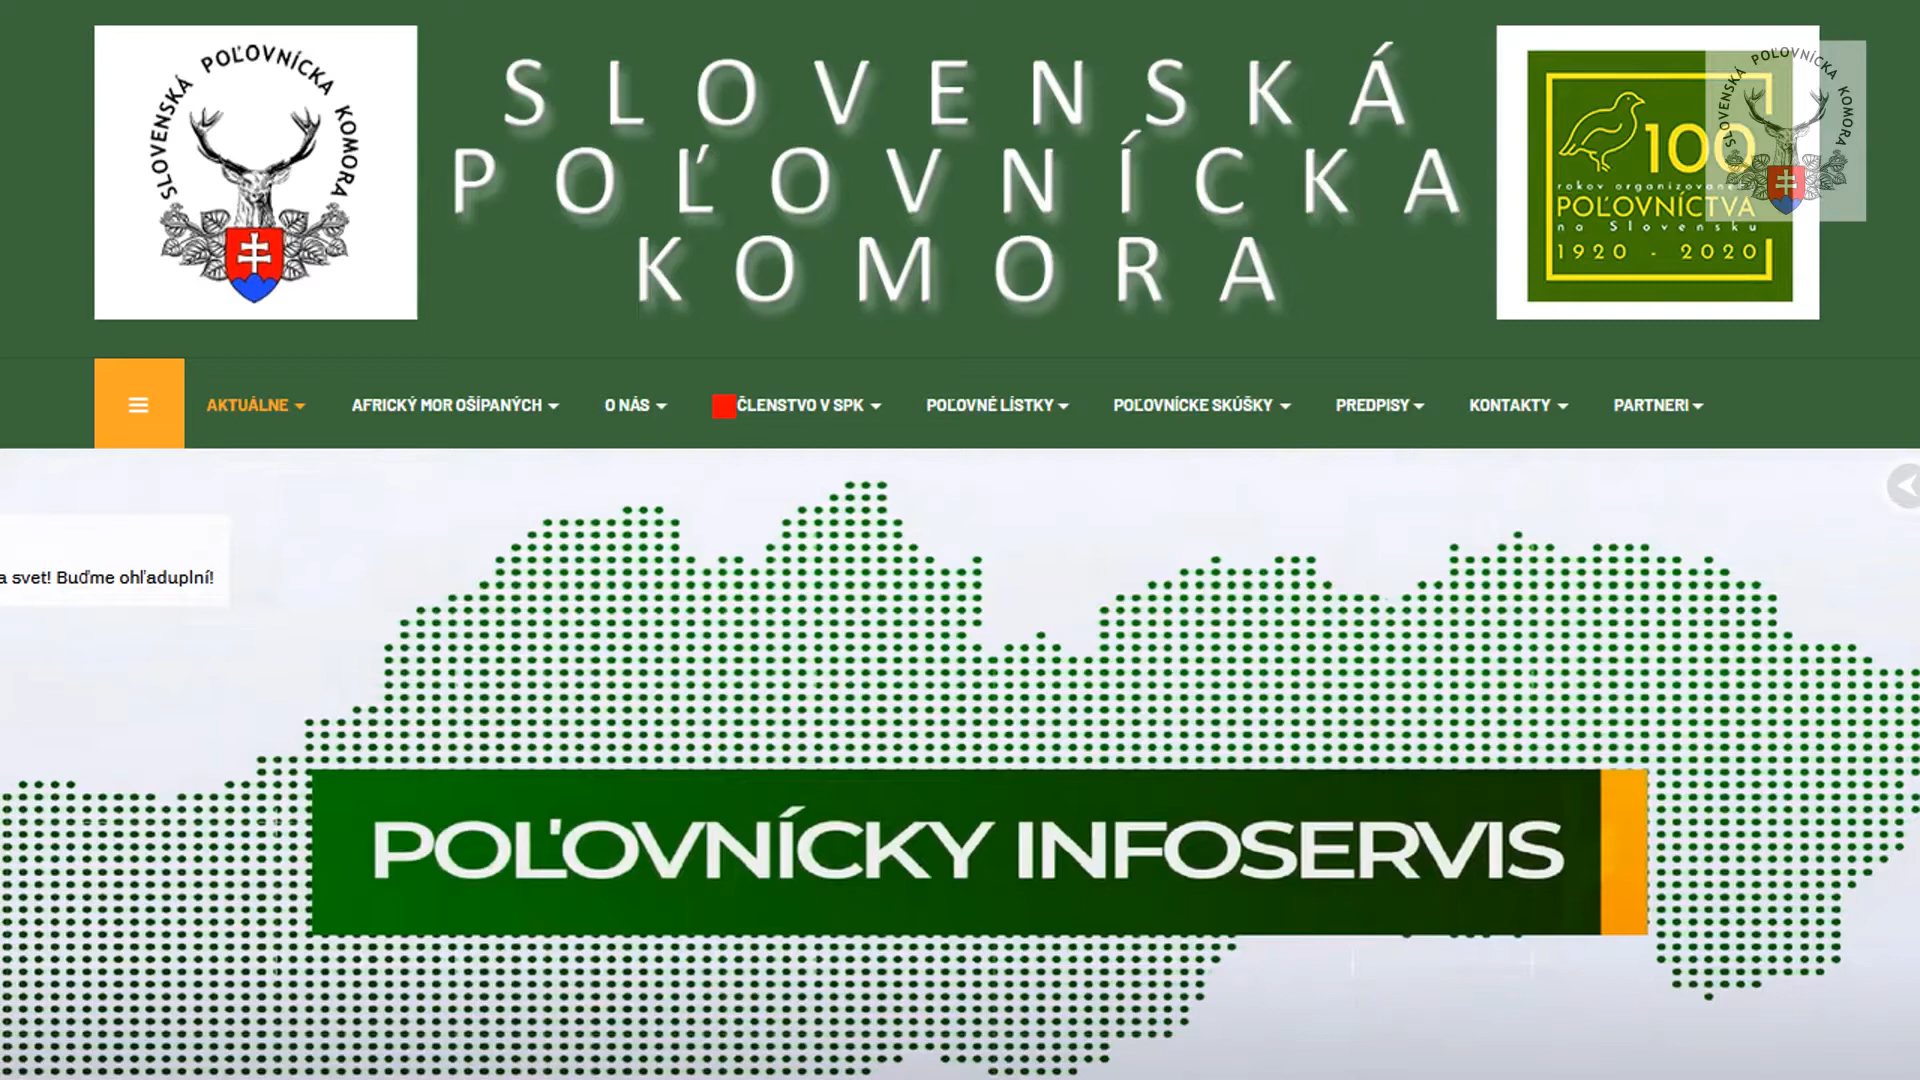 SLOVENSKÁ POĽOVNÍCKA KOMORA
SLOVENSKÁ
POĽOVNÍCKA
KOMORA
100
rokov organizované
POĽOVNÍCTVA
na Slovensku
1920 - 2020
SLOVENSKÁ POĽOVNÍCKA KOMORA
AKTUÁLNE
AFRICKÝ MOR OŠÍPANÝCH
O NÁS
ČLENSTVO V SPK
POĽOVNÉ LÍSTKY
POĽOVNÍCKE SKÚŠKY
PREDPISY
KONTAKTY
PARTNERI
a svet! Buďme ohľaduplní!
POĽOVNÍCKY INFOSERVIS